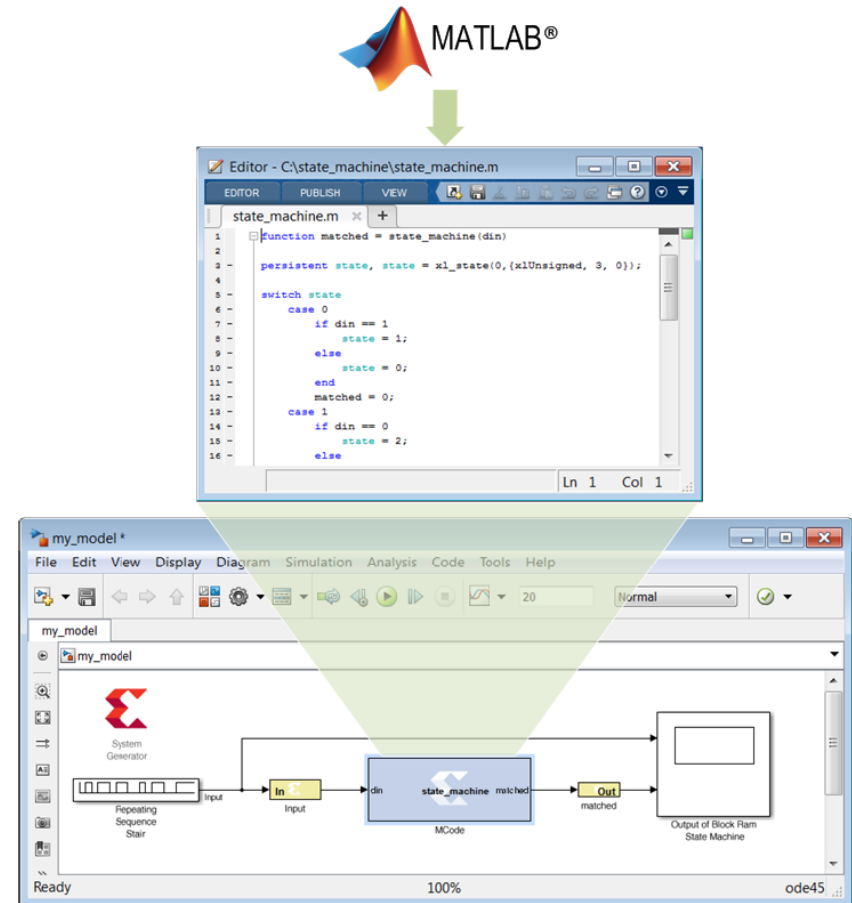 MATLAB®
Editor - C:\state_machine\state_machine.m
EDITOR PUBLISH VIEW
state_machine.m × +
1 function matched = state_machine(din)
2
3 - persistent state, state = xl_state(0,{xlUnsigned, 3, 0});
4
5 - switch state
6 - case 0
7 - if din == 1
8 - state = 1;
9 - else
10 - state = 0;
11 - end
12 - matched = 0;
13 - case 1
14 - if din == 0
15 - state = 2;
16 - else
Ln 1 Col 1
my_model *
File Edit View Display Diagram Simulation Analysis Code Tools Help
20 Normal
my_model
my_model
System
Generator
Input
Repeating
Sequence
Stair
In
Input
din state_machine matched
MCode
Out
matched
Output of Block Ram
State Machine
Ready 100% ode45